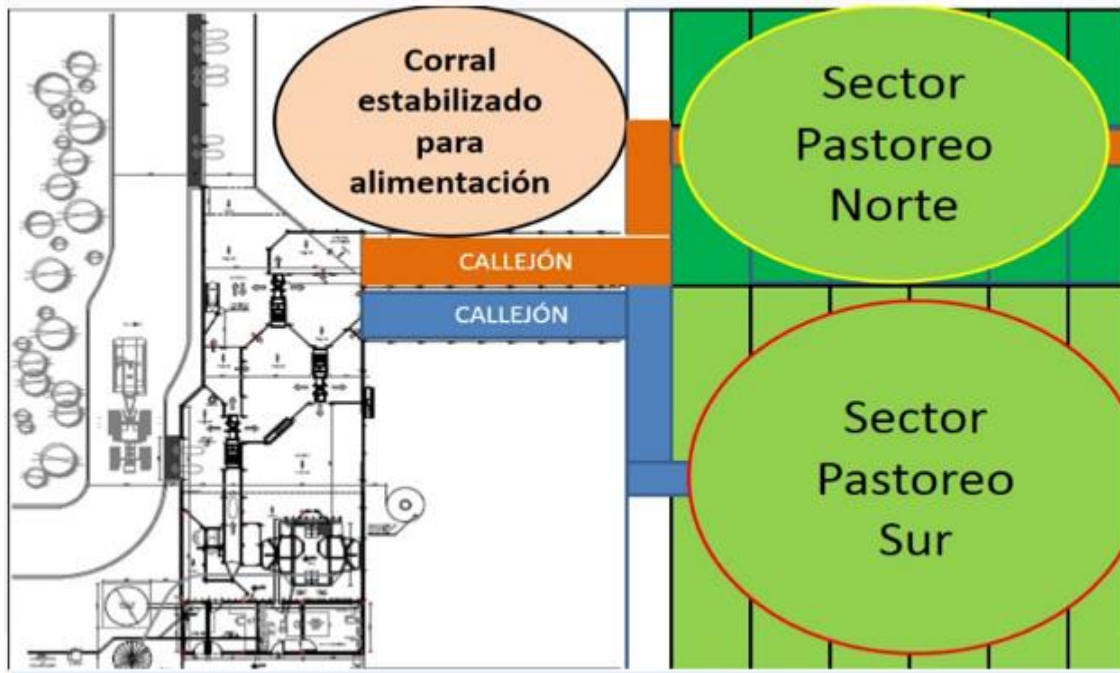 Corral
estabilizado
para
alimentación
Sector
Pastoreo
Norte
CALLEJÓN
CALLEJÓN
Sector
Pastoreo
Sur